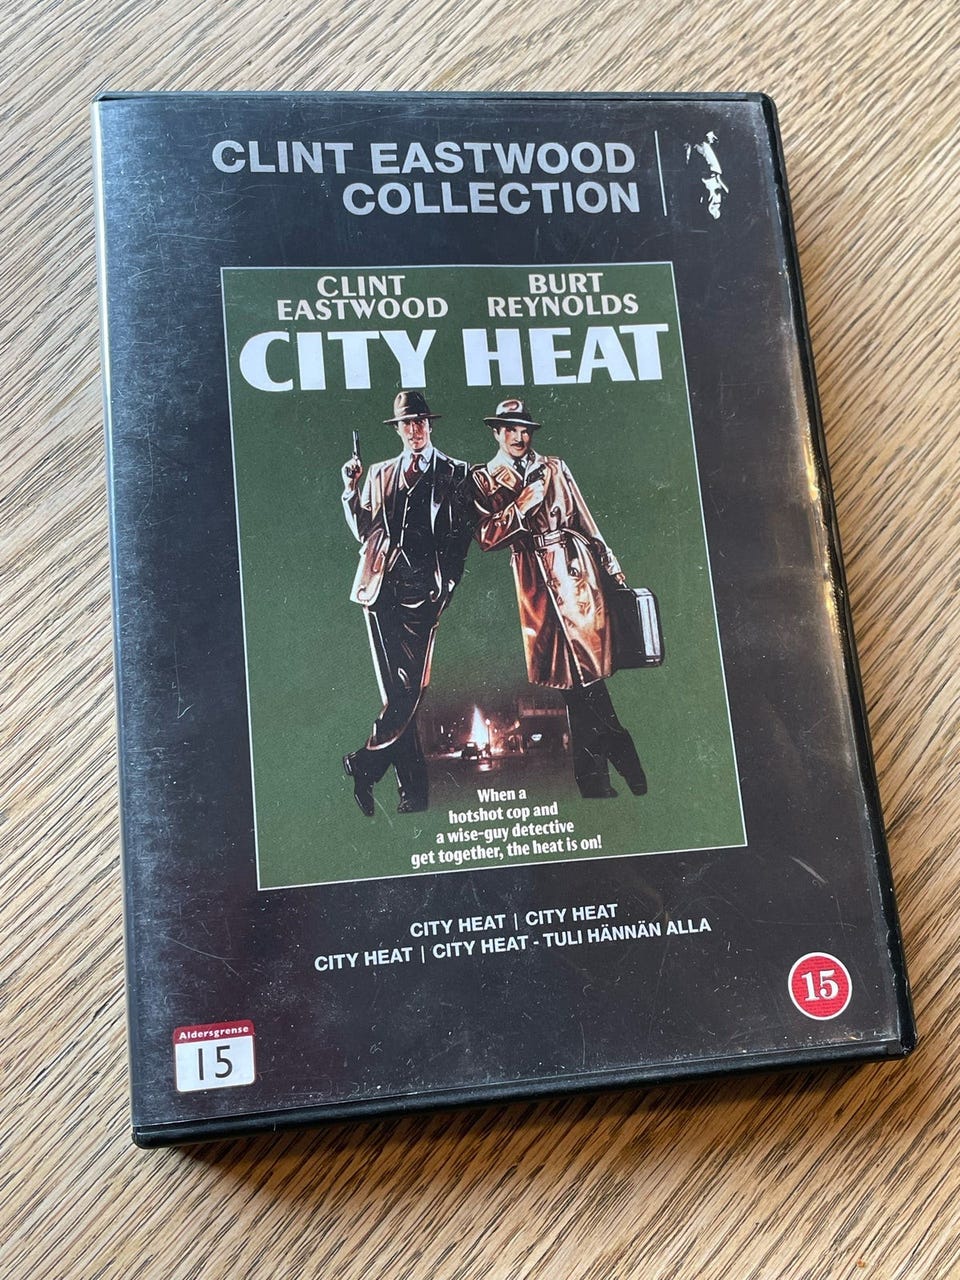 CLINT EASTWOOD
COLLECTION
CLINT
EASTWOOD
BURT
REYNOLDS
CITY HEAT
When a
hotshot cop and
a wise-guy detective
get together, the heat is on!
CITY HEAT | CITY HEAT
CITY HEAT | CITY HEAT - TULI HÄNNÄN ALLA
15
Aldersgrense
15